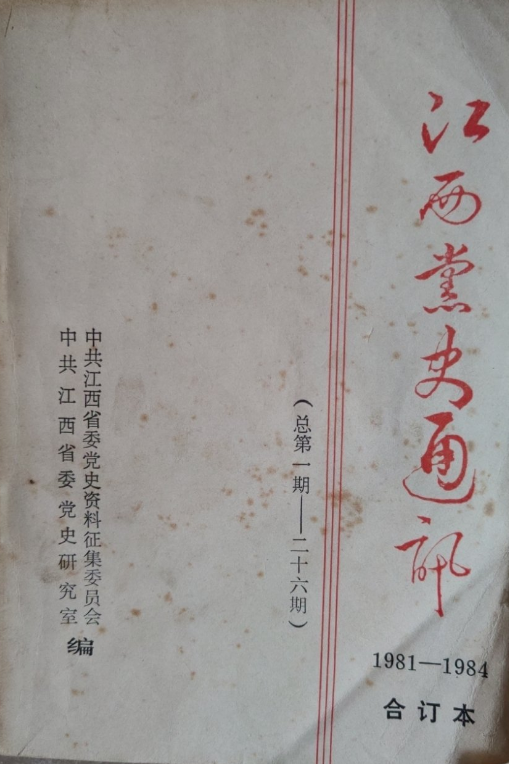 江西黨史通訊
1981—1984
合订本
（总第一期——二十六期）
中共江西省委党史资料征集委员会
中共江西省委党史研究室
编